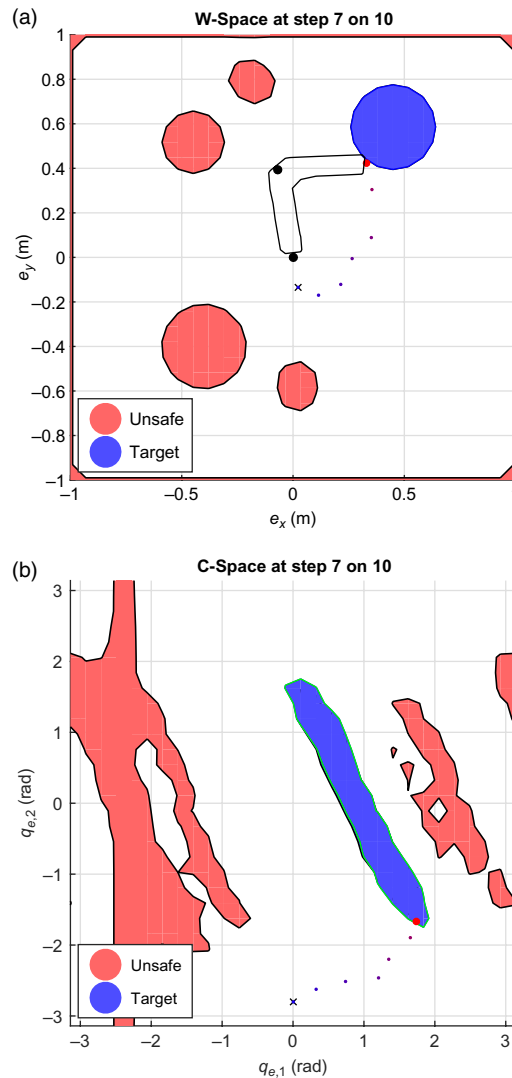 (a)
W-Space at step 7 on 10
1
0.8
0.6
0.4
0.2
0
–0.2
–0.4
–0.6
–0.8
–1
e_y (m)
Unsafe
Target
–1 –0.5 0 0.5
e_x (m)
(b)
C-Space at step 7 on 10
3
2
1
0
–1
–2
–3
q_{e,2} (rad)
Unsafe
Target
–3 –2 –1 0 1 2 3
q_{e,1} (rad)